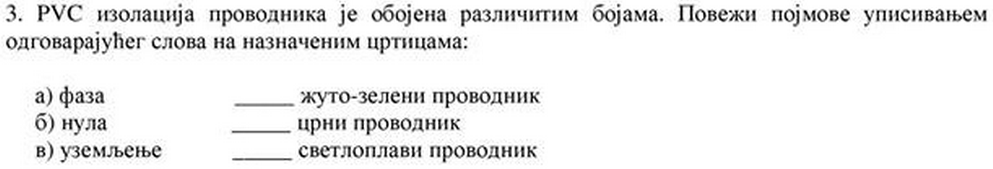 3. PVC изолација проводника је обојена различитим бојама. Повежи појмове уписивањем
одговарајућег слова на назначеним цртицама:
а) фаза _____ жуто-зелени проводник
б) нула _____ црни проводник
в) уземљење _____ светлоплави проводник